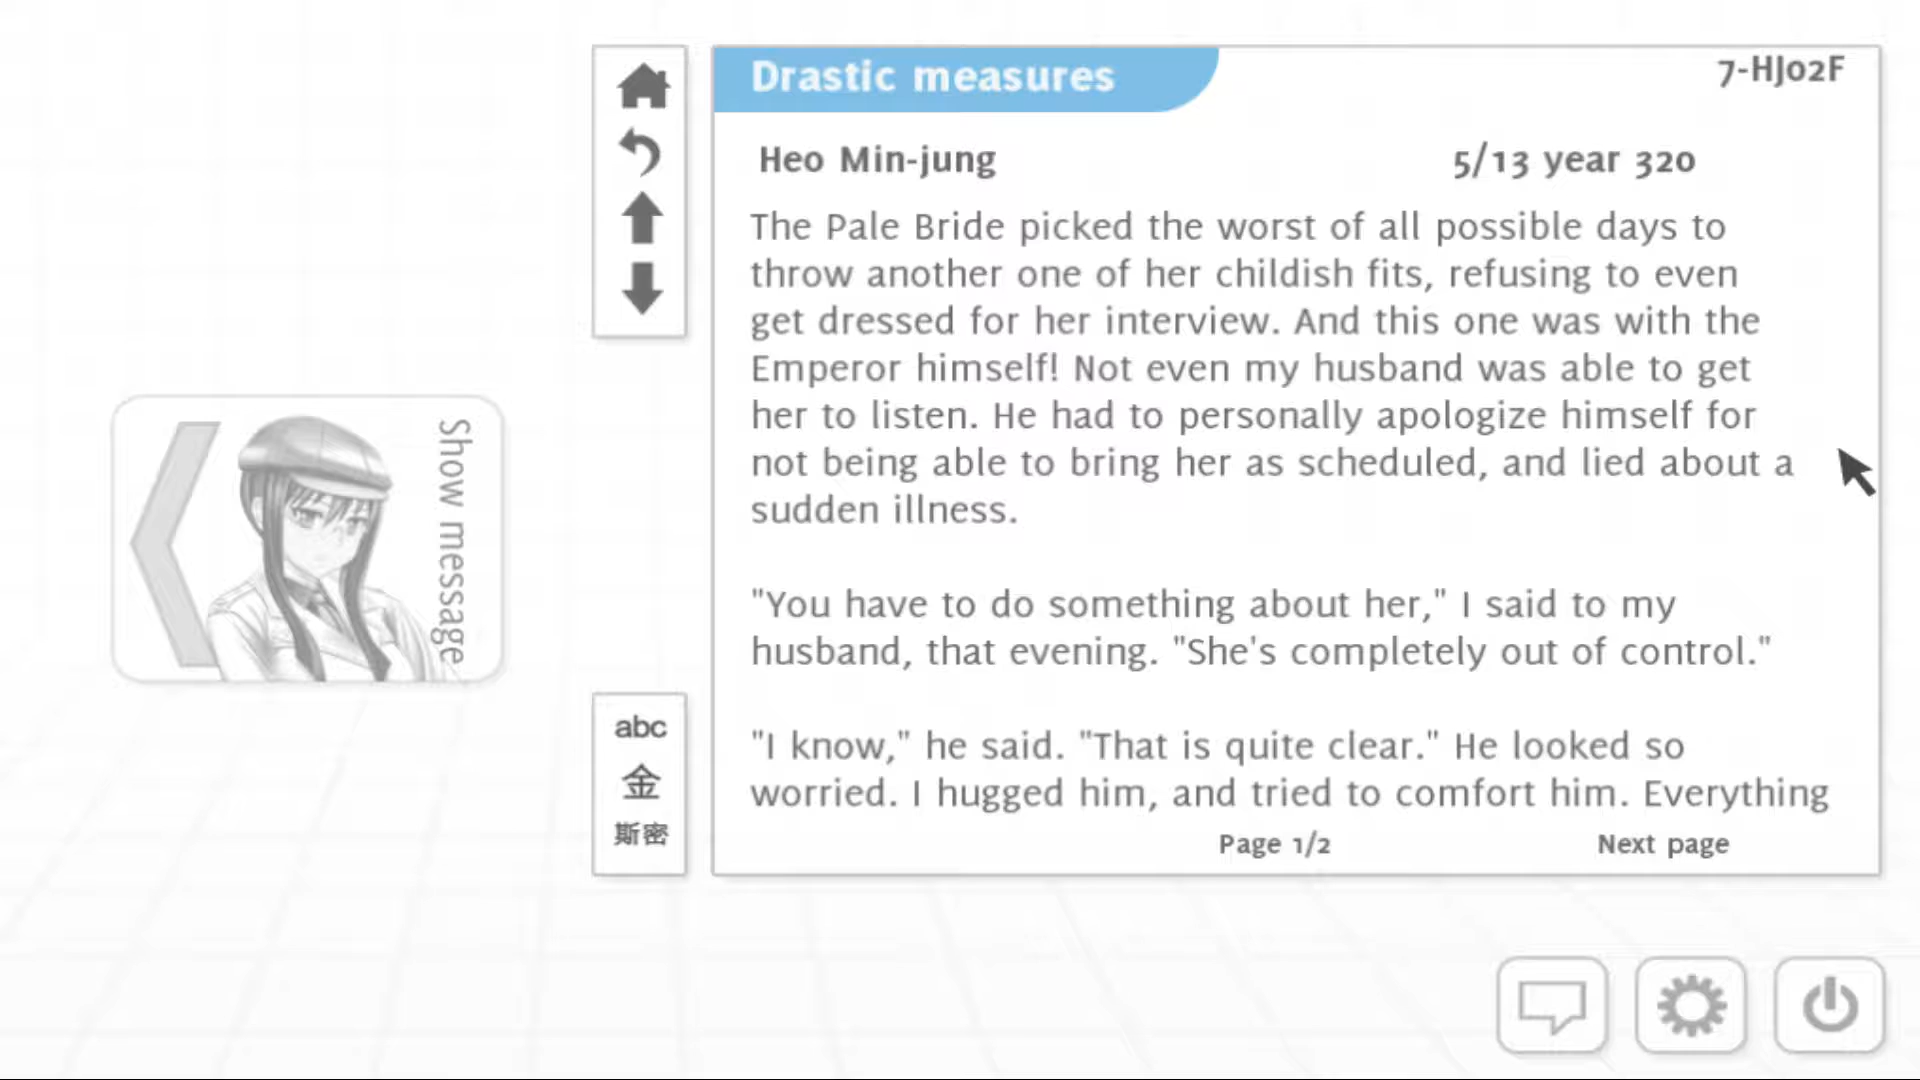 Drastic measures
7-HJ02F
Heo Min-jung
5/13 year 320
The Pale Bride picked the worst of all possible days to
throw another one of her childish fits, refusing to even
get dressed for her interview. And this one was with the
Emperor himself! Not even my husband was able to get
her to listen. He had to personally apologize himself for
not being able to bring her as scheduled, and lied about a
sudden illness.
"You have to do something about her," I said to my
husband, that evening. "She's completely out of control."
"I know," he said. "That is quite clear." He looked so
worried. I hugged him, and tried to comfort him. Everything
Page 1/2
Next page
Show message
abc
金
斯密